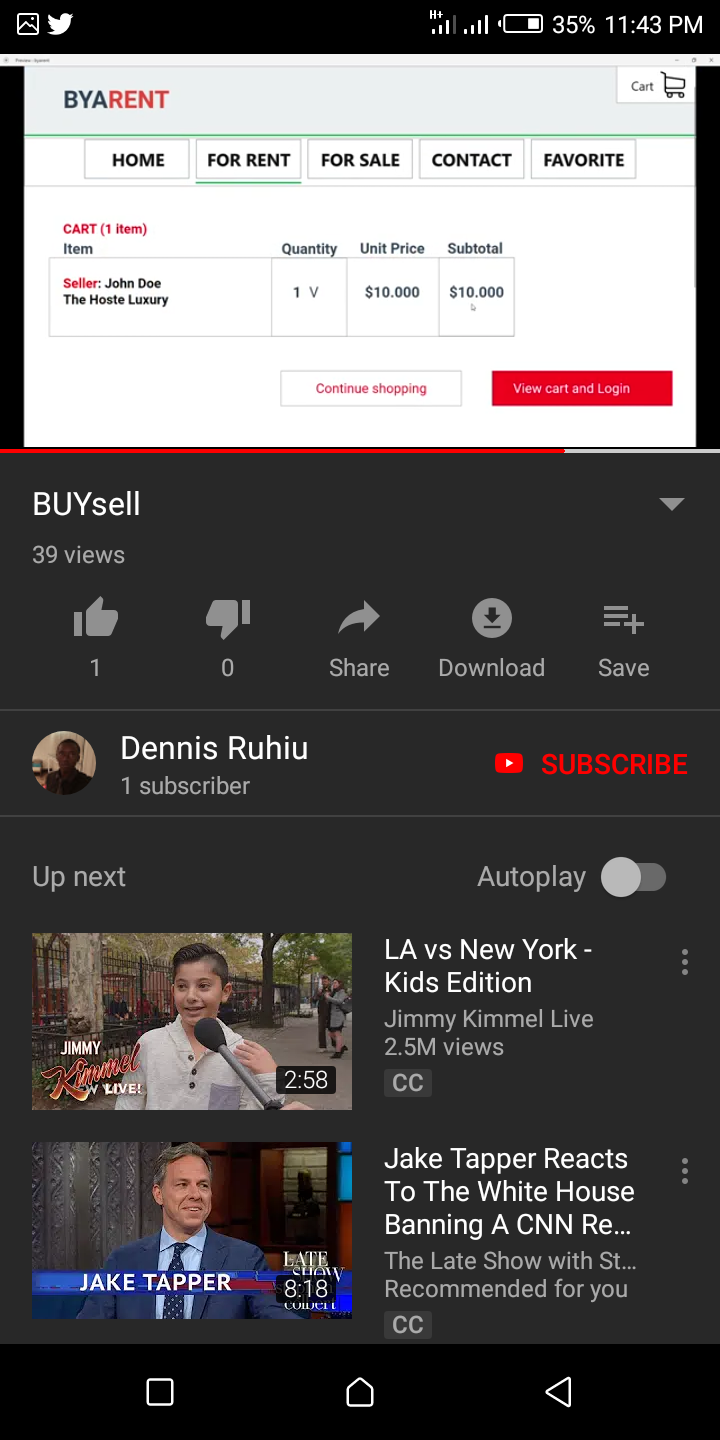 H+ 35% 11:43 PM
Preview - byarent
BYARENT
Cart
HOME FOR RENT FOR SALE CONTACT FAVORITE
CART (1 item)
Item Quantity Unit Price Subtotal
Seller: John Doe
The Hoste Luxury
1 V $10.000 $10.000
Continue shopping View cart and Login
BUYsell
39 views
1 0 Share Download Save
Dennis Ruhiu
1 subscriber
SUBSCRIBE
Up next Autoplay
JIMMY
Kimmel
LIVE!
2:58
LA vs New York -
Kids Edition
Jimmy Kimmel Live
2.5M views
CC
JAKE TAPPER
LATE
SHOW
colbert
8:18
Jake Tapper Reacts
To The White House
Banning A CNN Re...
The Late Show with St...
Recommended for you
CC